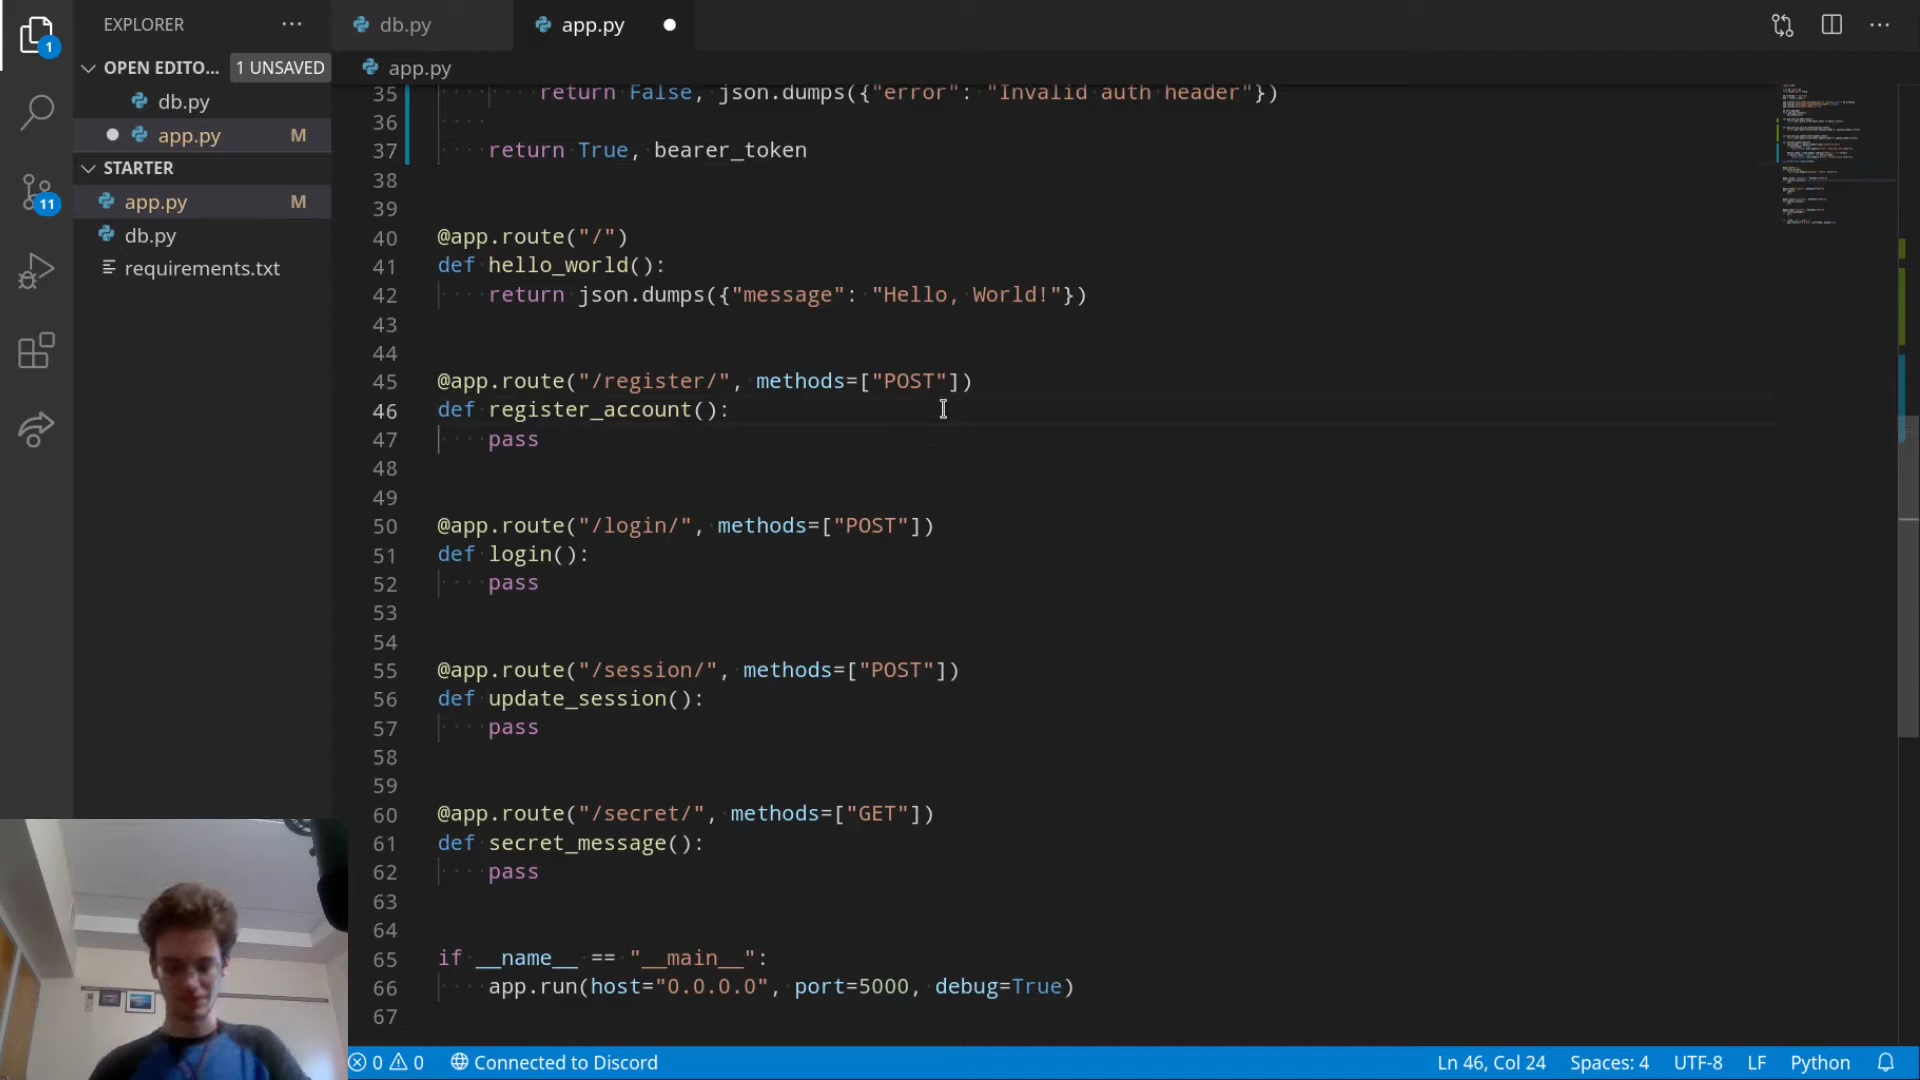 EXPLORER
OPEN EDITO... 1 UNSAVED
db.py
app.py M
STARTER
app.py M
db.py
requirements.txt
1
11
db.py
app.py
app.py
35 return False, json.dumps({"error": "Invalid auth header"})
36
37 return True, bearer_token
38
39
40 @app.route("/")
41 def hello_world():
42 return json.dumps({"message": "Hello, World!"})
43
44
45 @app.route("/register/", methods=["POST"])
46 def register_account():
47 pass
48
49
50 @app.route("/login/", methods=["POST"])
51 def login():
52 pass
53
54
55 @app.route("/session/", methods=["POST"])
56 def update_session():
57 pass
58
59
60 @app.route("/secret/", methods=["GET"])
61 def secret_message():
62 pass
63
64
65 if __name__ == "__main__":
66 app.run(host="0.0.0.0", port=5000, debug=True)
67
0 0 Connected to Discord Ln 46, Col 24 Spaces: 4 UTF-8 LF Python